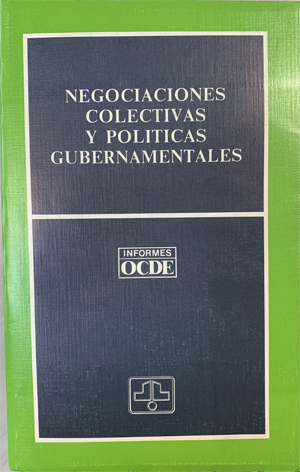 NEGOCIACIONES
COLECTIVAS
Y POLITICAS
GUBERNAMENTALES
INFORMES
OCDE